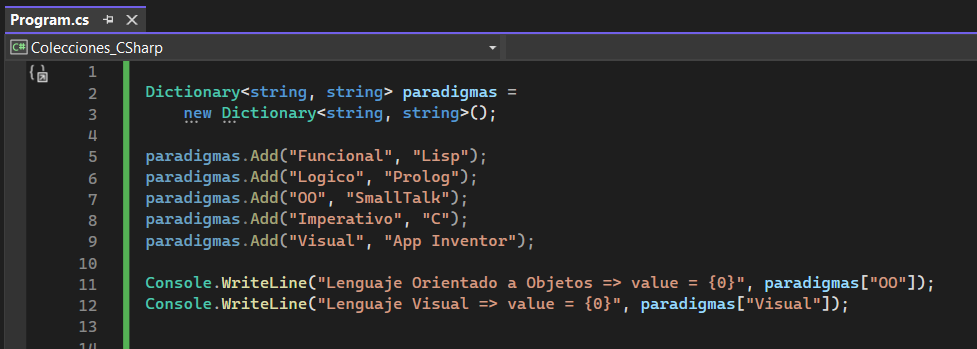 Program.cs
C# Colecciones_CSharp
1
2 Dictionary<string, string> paradigmas =
3 new Dictionary<string, string>();
4
5 paradigmas.Add("Funcional", "Lisp");
6 paradigmas.Add("Logico", "Prolog");
7 paradigmas.Add("OO", "SmallTalk");
8 paradigmas.Add("Imperativo", "C");
9 paradigmas.Add("Visual", "App Inventor");
10
11 Console.WriteLine("Lenguaje Orientado a Objetos => value = {0}", paradigmas["OO"]);
12 Console.WriteLine("Lenguaje Visual => value = {0}", paradigmas["Visual"]);
13
14